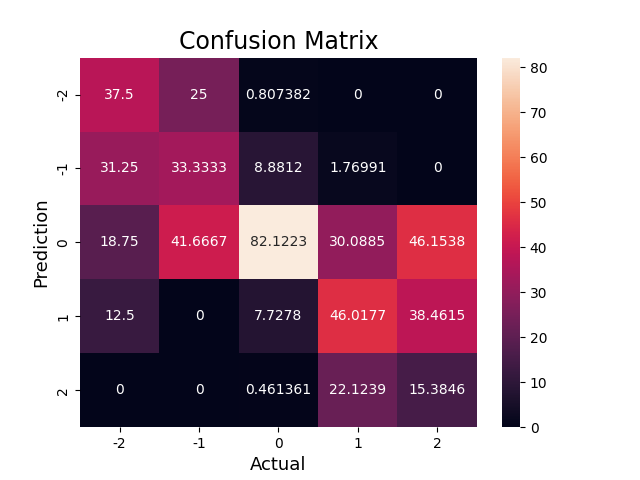 Confusion Matrix
Prediction
-2 37.5 25 0.807382 0 0
-1 31.25 33.3333 8.8812 1.76991 0
0 18.75 41.6667 82.1223 30.0885 46.1538
1 12.5 0 7.7278 46.0177 38.4615
2 0 0 0.461361 22.1239 15.3846
-2 -1 0 1 2
Actual
80
70
60
50
40
30
20
10
0